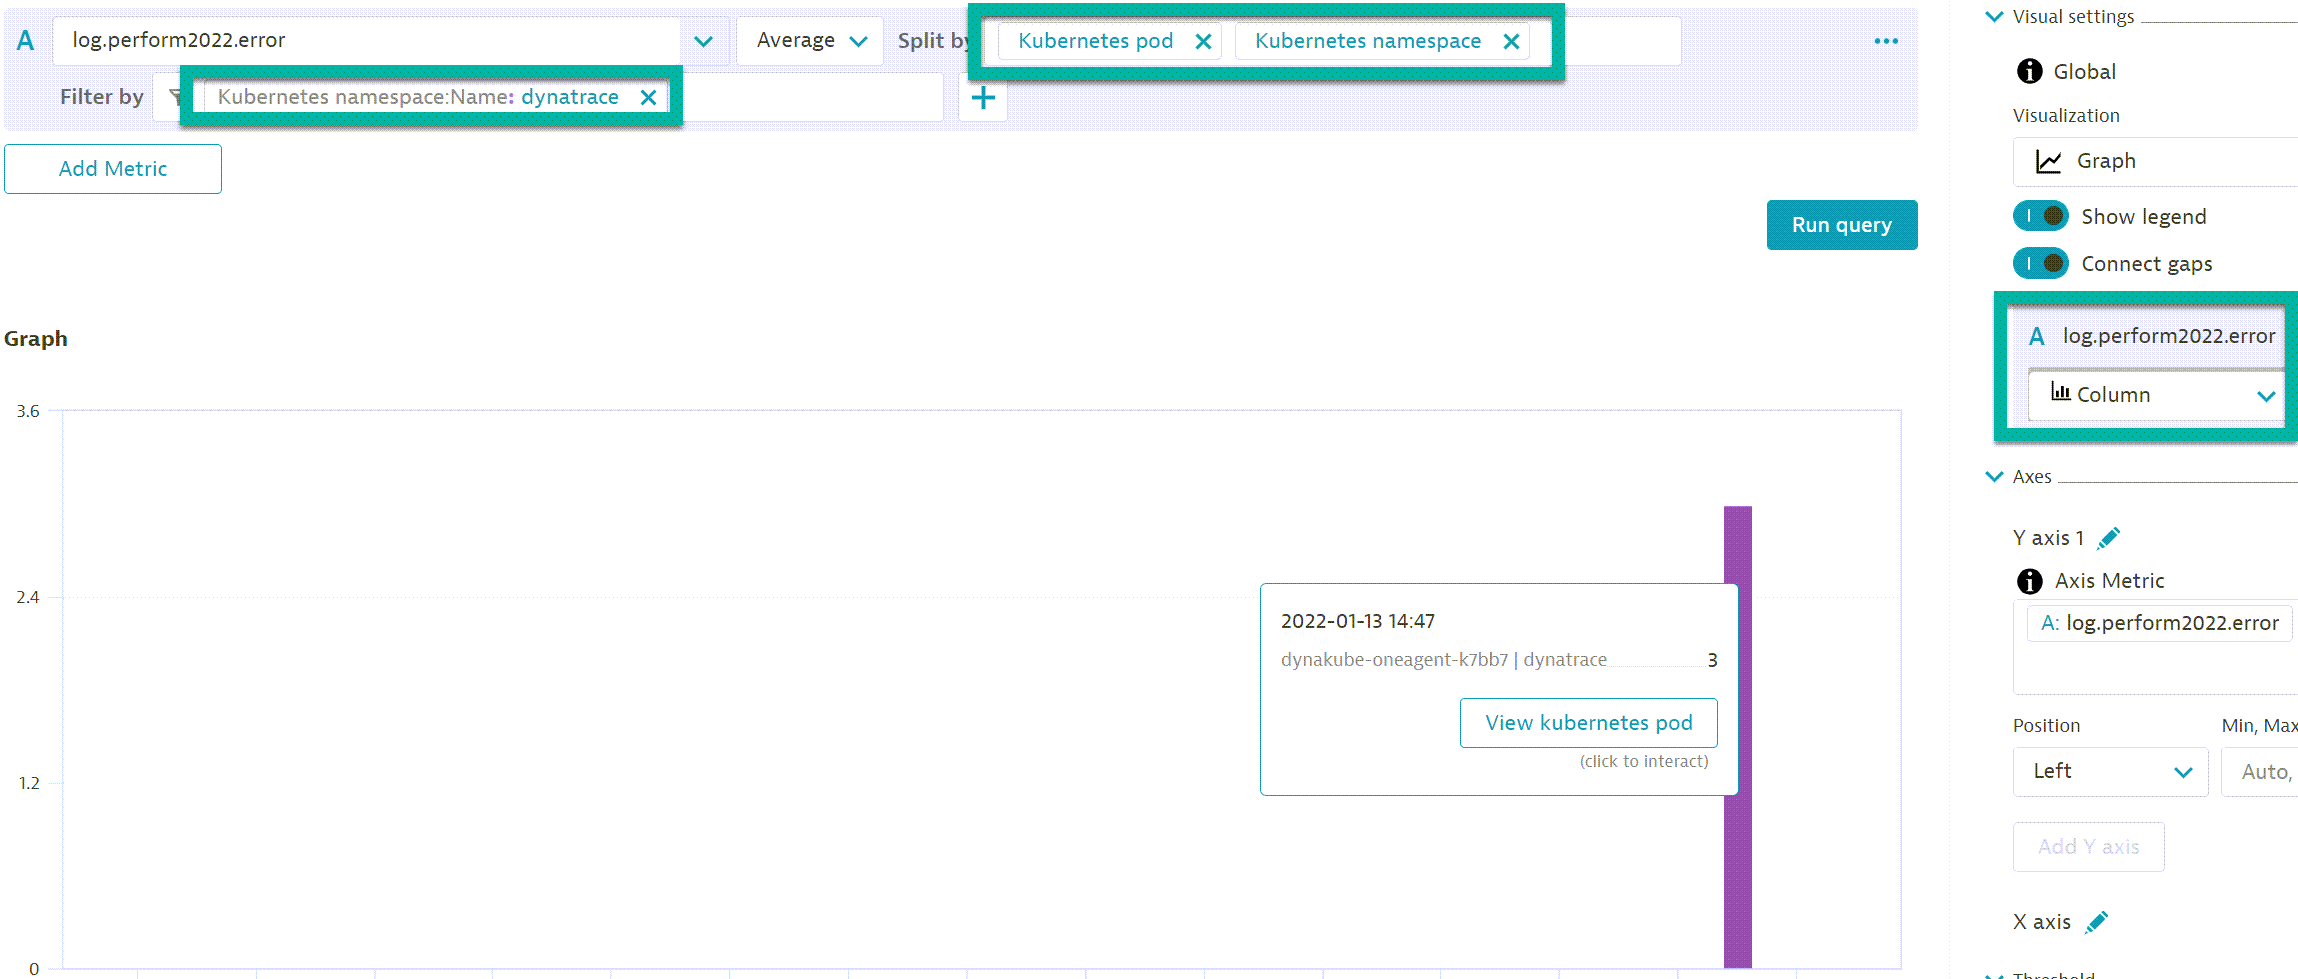 A log.perform2022.error Average Split by Kubernetes pod Kubernetes namespace
Filter by Kubernetes namespace:Name: dynatrace
Add Metric
Run query
Graph
3.6
2.4
1.2
0
2022-01-13 14:47
dynakube-oneagent-k7bb7 | dynatrace 3
View kubernetes pod
(click to interact)
Visual settings
Global
Visualization
Graph
Show legend
Connect gaps
A log.perform2022.error
Column
Axes
Y axis 1
Axis Metric
A: log.perform2022.error
Position Min, Max
Left Auto,
Add Y axis
X axis
Threshold